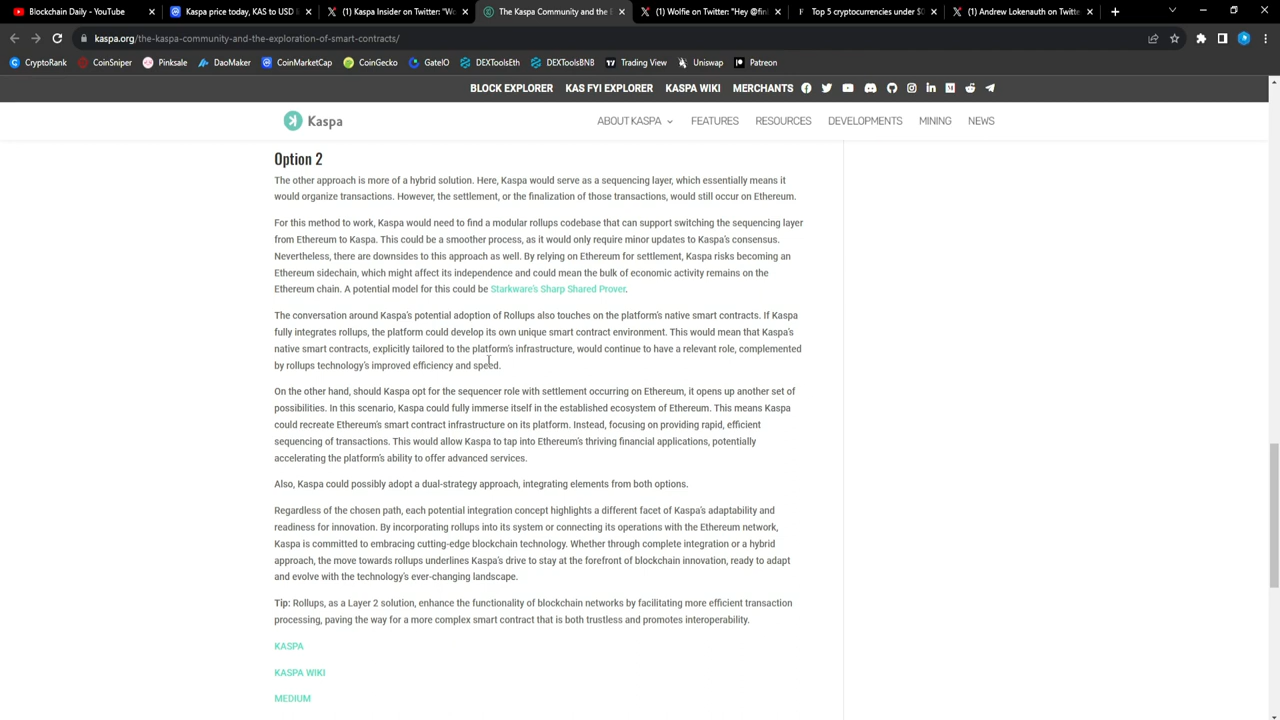 Blockchain Daily - YouTube
Kaspa price today, KAS to USD l
(1) Kaspa Insider on Twitter: "We
The Kaspa Community and the E
(1) Wolfie on Twitter: "Hey @fin
Top 5 cryptocurrencies under $0
(1) Andrew Lokenauth on Twitte
kaspa.org/the-kaspa-community-and-the-exploration-of-smart-contracts/
CryptoRank CoinSniper Pinksale DaoMaker CoinMarketCap CoinGecko GateIO DEXToolsEth DEXToolsBNB Trading View Uniswap Patreon
BLOCK EXPLORER KAS FYI EXPLORER KASPA WIKI MERCHANTS
Kaspa
ABOUT KASPA FEATURES RESOURCES DEVELOPMENTS MINING NEWS
Option 2
The other approach is more of a hybrid solution. Here, Kaspa would serve as a sequencing layer, which essentially means it
would organize transactions. However, the settlement, or the finalization of those transactions, would still occur on Ethereum.
For this method to work, Kaspa would need to find a modular rollups codebase that can support switching the sequencing layer
from Ethereum to Kaspa. This could be a smoother process, as it would only require minor updates to Kaspa's consensus.
Nevertheless, there are downsides to this approach as well. By relying on Ethereum for settlement, Kaspa risks becoming an
Ethereum sidechain, which might affect its independence and could mean the bulk of economic activity remains on the
Ethereum chain. A potential model for this could be Starkware's Sharp Shared Prover.
The conversation around Kaspa's potential adoption of Rollups also touches on the platform's native smart contracts. If Kaspa
fully integrates rollups, the platform could develop its own unique smart contract environment. This would mean that Kaspa's
native smart contracts, explicitly tailored to the platform's infrastructure, would continue to have a relevant role, complemented
by rollups technology's improved efficiency and speed.
On the other hand, should Kaspa opt for the sequencer role with settlement occurring on Ethereum, it opens up another set of
possibilities. In this scenario, Kaspa could fully immerse itself in the established ecosystem of Ethereum. This means Kaspa
could recreate Ethereum's smart contract infrastructure on its platform. Instead, focusing on providing rapid, efficient
sequencing of transactions. This would allow Kaspa to tap into Ethereum's thriving financial applications, potentially
accelerating the platform's ability to offer advanced services.
Also, Kaspa could possibly adopt a dual-strategy approach, integrating elements from both options.
Regardless of the chosen path, each potential integration concept highlights a different facet of Kaspa's adaptability and
readiness for innovation. By incorporating rollups into its system or connecting its operations with the Ethereum network,
Kaspa is committed to embracing cutting-edge blockchain technology. Whether through complete integration or a hybrid
approach, the move towards rollups underlines Kaspa's drive to stay at the forefront of blockchain innovation, ready to adapt
and evolve with the technology's ever-changing landscape.
Tip: Rollups, as a Layer 2 solution, enhance the functionality of blockchain networks by facilitating more efficient transaction
processing, paving the way for a more complex smart contract that is both trustless and promotes interoperability.
KASPA
KASPA WIKI
MEDIUM